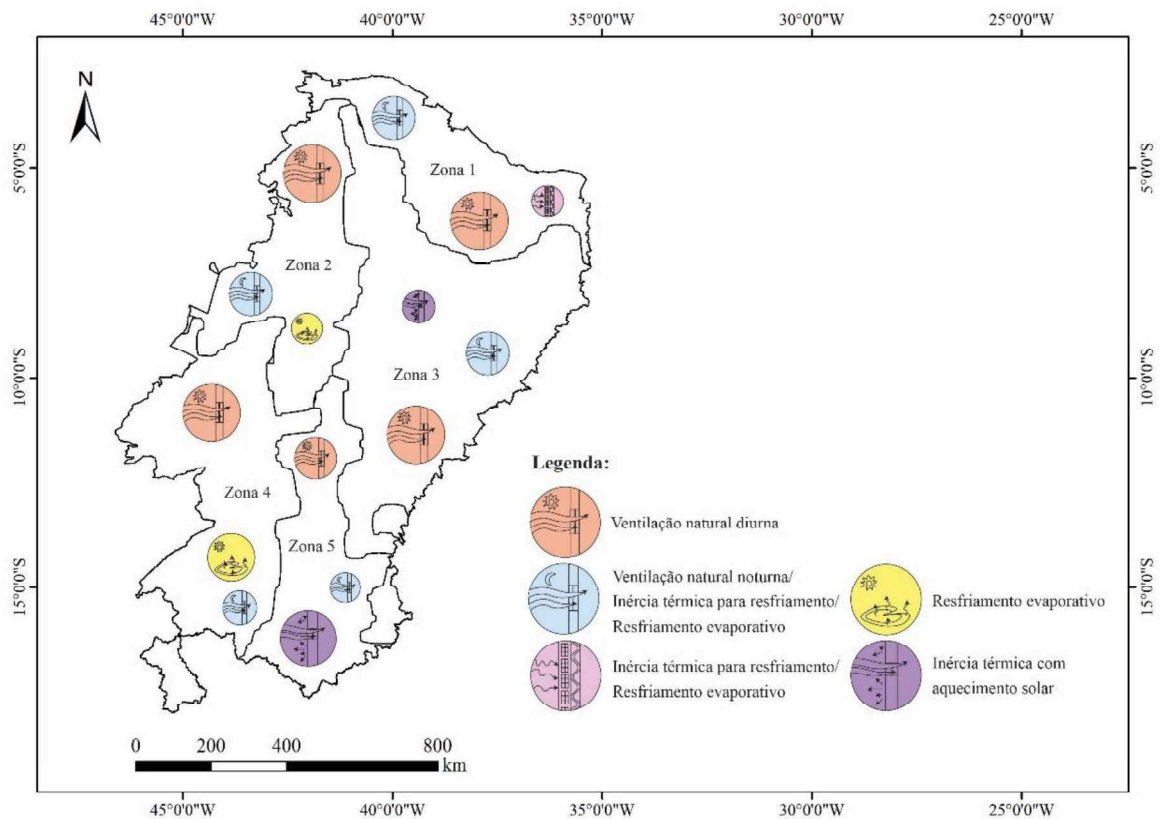 45°0'0"W 40°0'0"W 35°0'0"W 30°0'0"W 25°0'0"W
N
5°0'0"S 5°0'0"S
Zona 1
Zona 2
Zona 3
10°0'0"S 10°0'0"S
Zona 4
Zona 5
15°0'0"S 15°0'0"S
Legenda:
Ventilação natural diurna
Ventilação natural noturna/
Inércia térmica para resfriamento/
Resfriamento evaporativo
Resfriamento evaporativo
Inércia térmica para resfriamento/
Resfriamento evaporativo
Inércia térmica com
aquecimento solar
0 200 400 800
km
45°0'0"W 40°0'0"W 35°0'0"W 30°0'0"W 25°0'0"W